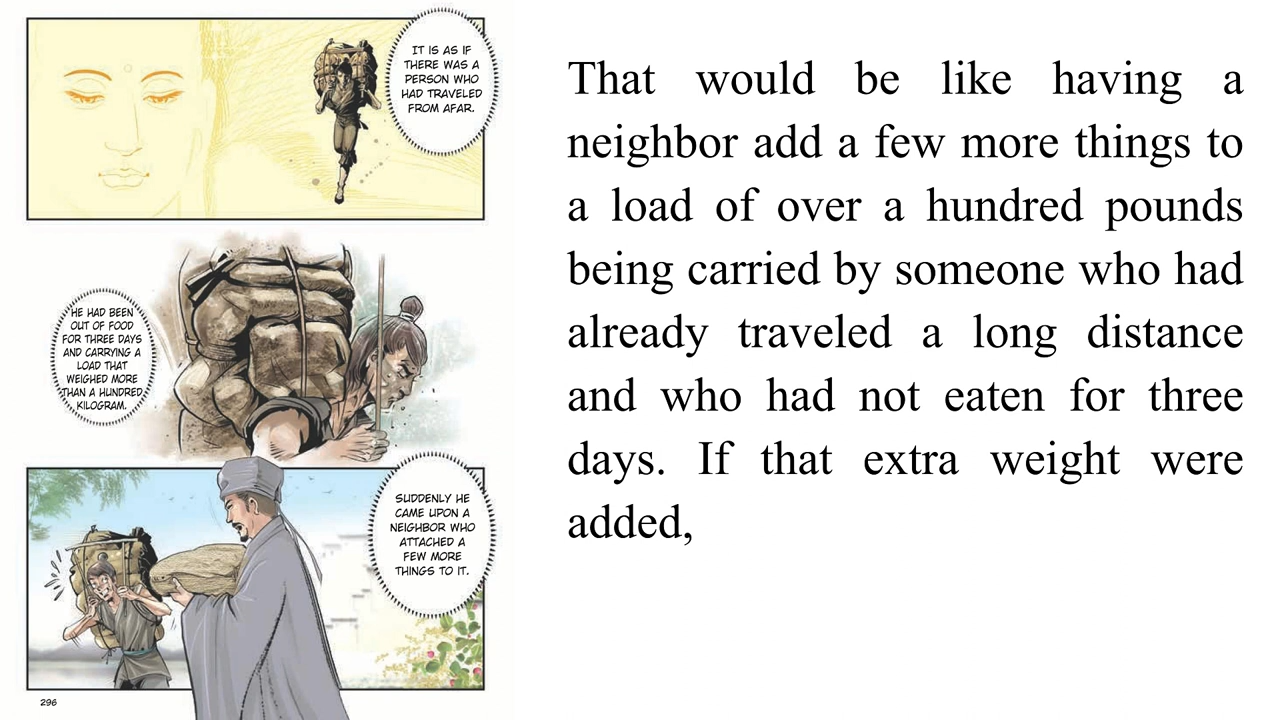 IT IS AS IF
THERE WAS A
PERSON WHO
HAD TRAVELED
FROM AFAR.
HE HAD BEEN
OUT OF FOOD
FOR THREE DAYS
AND CARRYING A
LOAD THAT
WEIGHED MORE
THAN A HUNDRED
KILOGRAM.
SUDDENLY HE
CAME UPON A
NEIGHBOR WHO
ATTACHED A
FEW MORE
THINGS TO IT.
296
That would be like having a
neighbor add a few more things to
a load of over a hundred pounds
being carried by someone who had
already traveled a long distance
and who had not eaten for three
days. If that extra weight were
added,